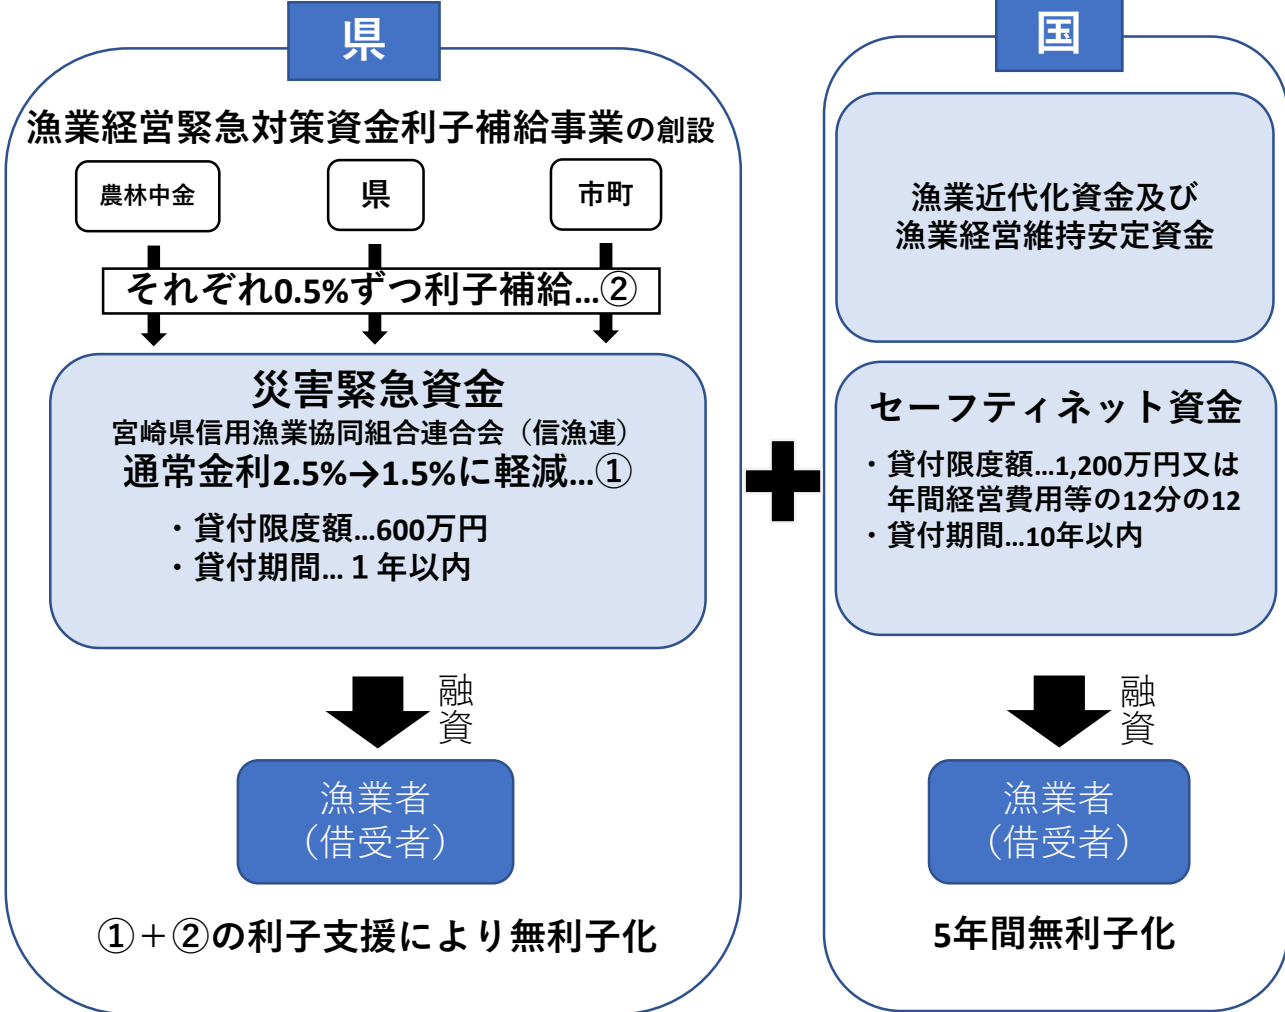 県
漁業経営緊急対策資金利子補給事業の創設
農林中金
県
市町
それぞれ0.5%ずつ利子補給…②
災害緊急資金
宮崎県信用漁業協同組合連合会（信漁連）
通常金利2.5%→1.5%に軽減…①
・貸付限度額…600万円
・貸付期間…１年以内
融資
漁業者
（借受者）
①＋②の利子支援により無利子化
国
漁業近代化資金及び
漁業経営維持安定資金
セーフティネット資金
・貸付限度額…1,200万円又は
年間経営費用等の12分の12
・貸付期間…10年以内
融資
漁業者
（借受者）
5年間無利子化